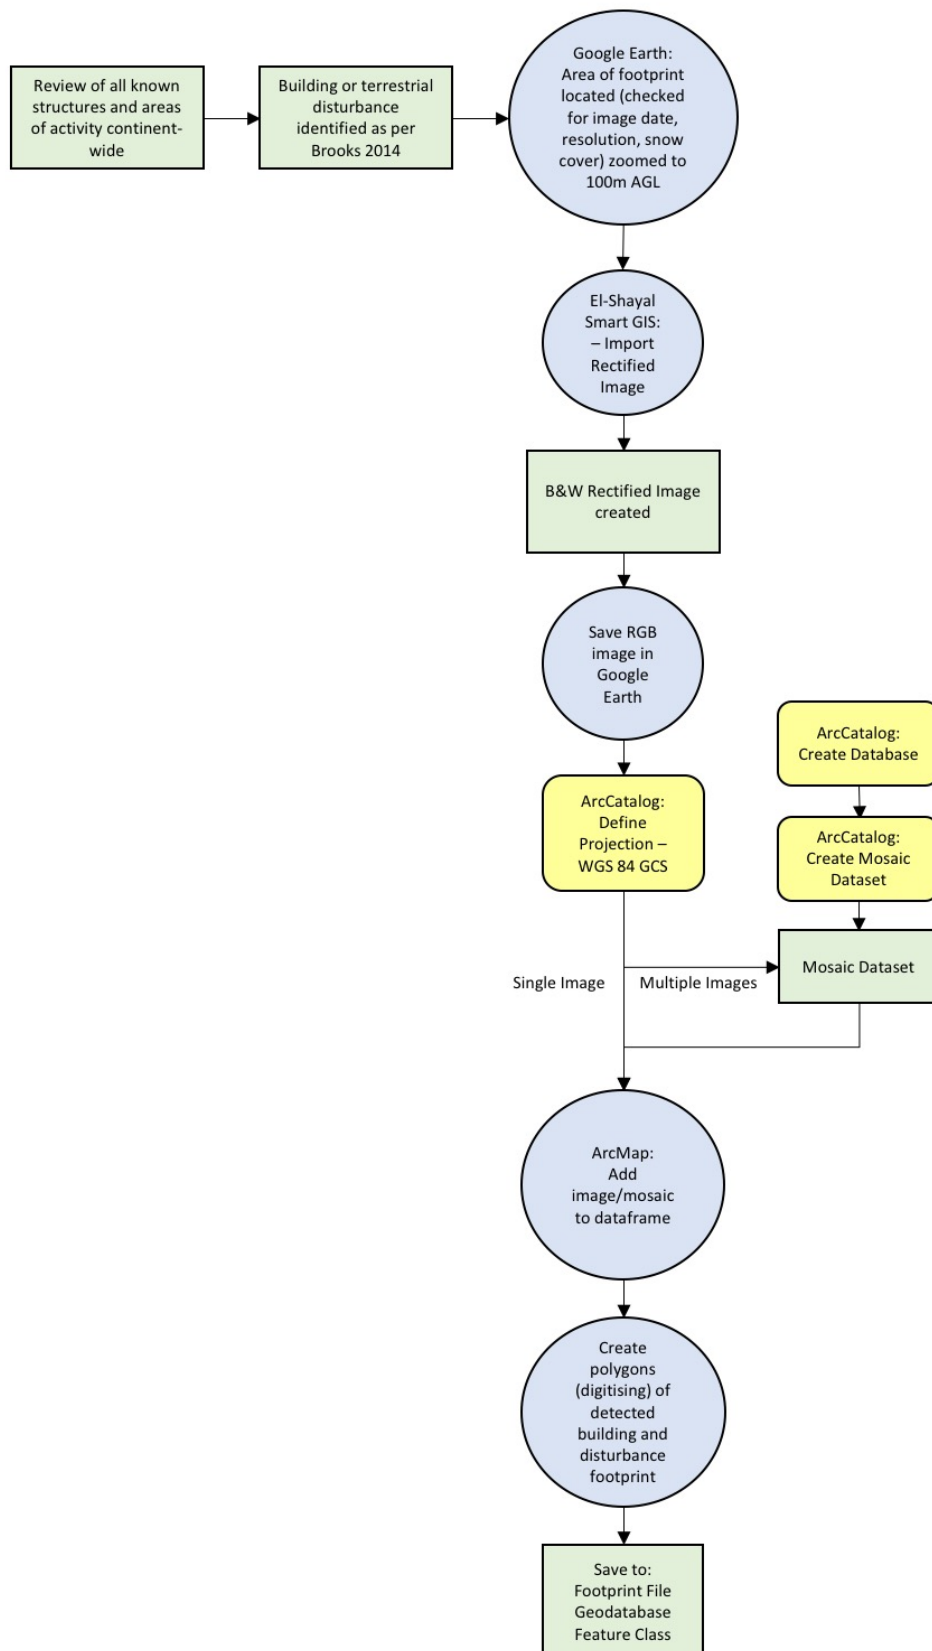 Review of all known
structures and areas
of activity continent-
wide
Building or terrestrial
disturbance
identified as per
Brooks 2014
Google Earth:
Area of footprint
located (checked
for image date,
resolution, snow
cover) zoomed to
100m AGL
El-Shayal
Smart GIS:
– Import
Rectified
Image
B&W Rectified Image
created
Save RGB
image in
Google
Earth
ArcCatalog:
Create Database
ArcCatalog:
Define
Projection –
WGS 84 GCS
ArcCatalog:
Create Mosaic
Dataset
Mosaic Dataset
Single Image
Multiple Images
ArcMap:
Add
image/mosaic
to dataframe
Create
polygons
(digitising) of
detected
building and
disturbance
footprint
Save to:
Footprint File
Geodatabase
Feature Class